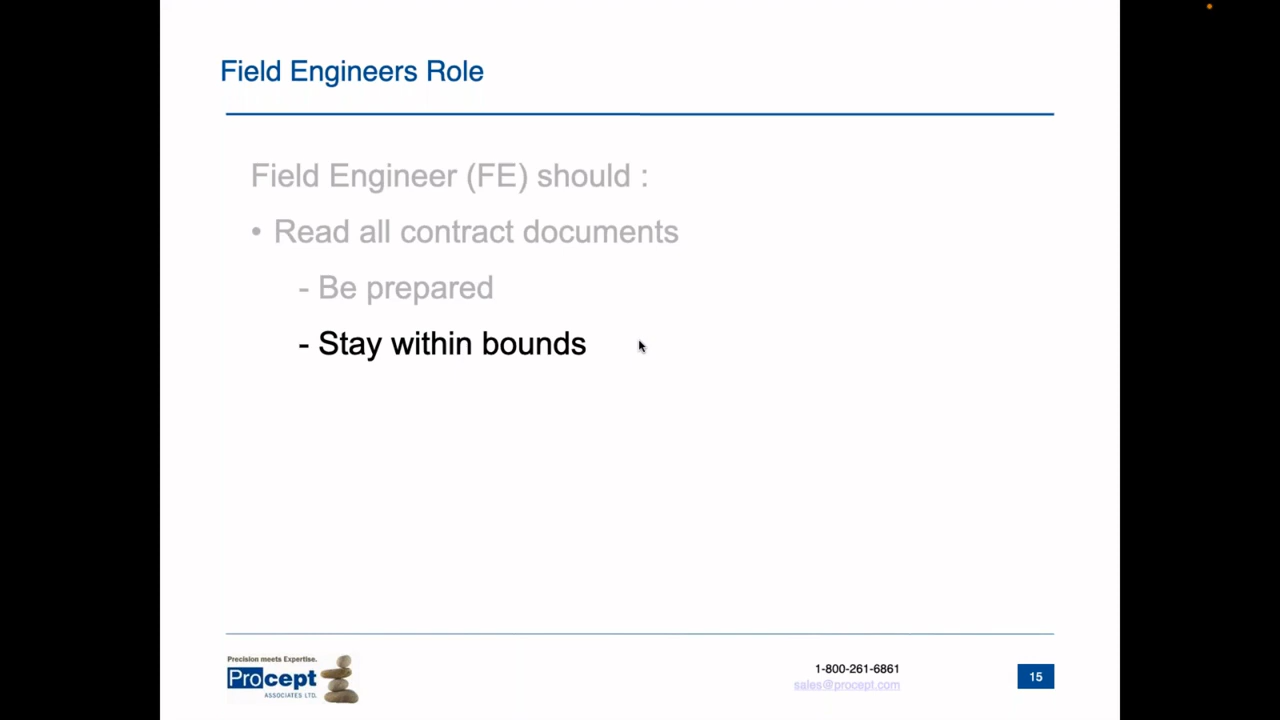 Field Engineers Role
Field Engineer (FE) should :
• Read all contract documents
- Be prepared
- Stay within bounds
Precision meets Expertise.
Procept
ASSOCIATES LTD.
1-800-261-6861
sales@procept.com
15